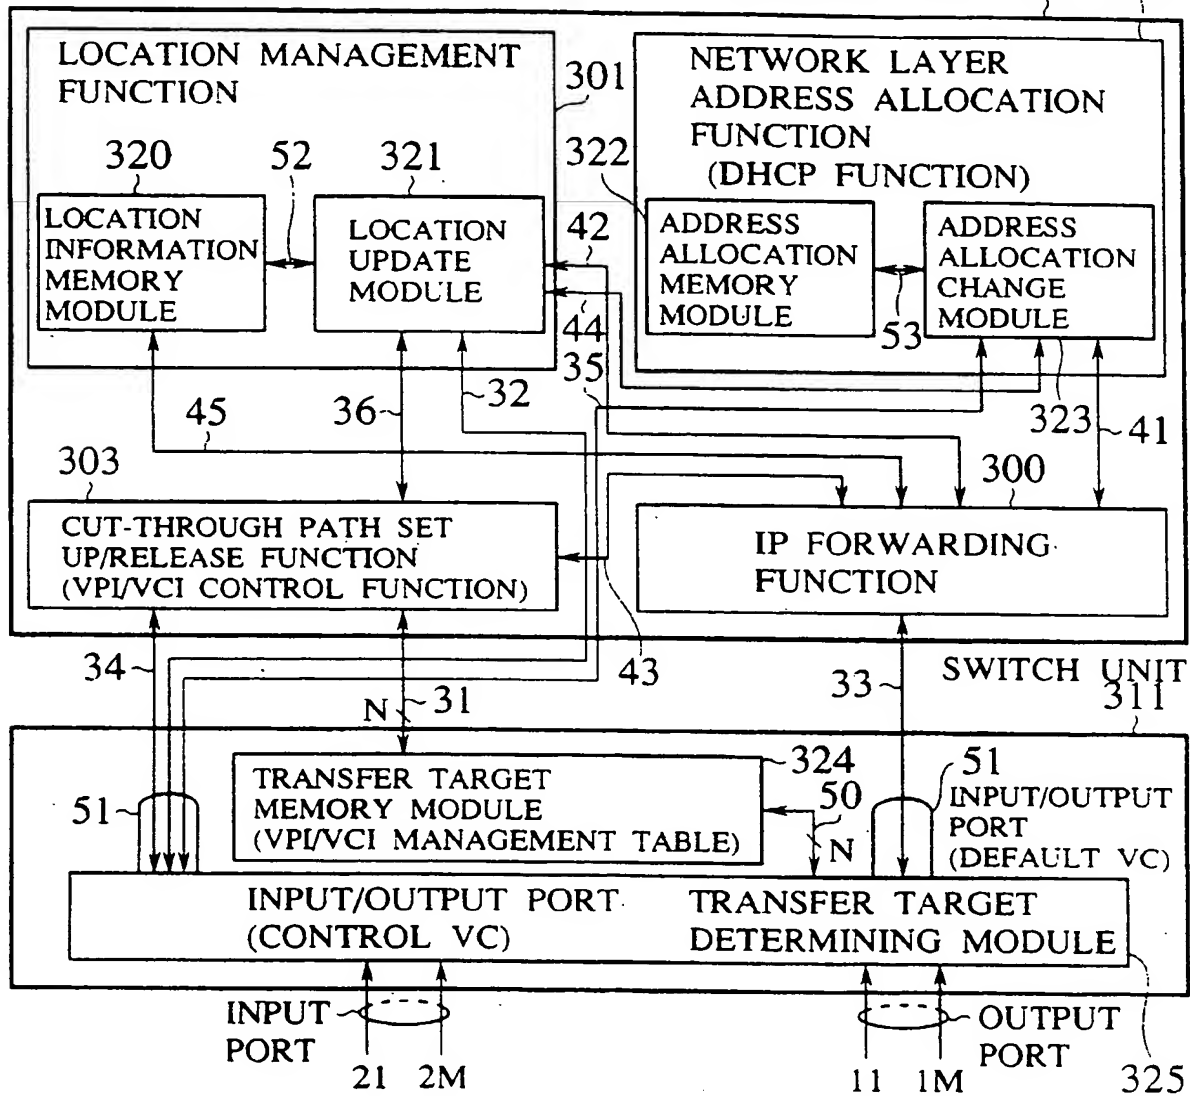 LOCATION MANAGEMENT
FUNCTION
301
NETWORK LAYER
ADDRESS ALLOCATION
FUNCTION
(DHCP FUNCTION)
320
52
321
322
LOCATION
INFORMATION
MEMORY
MODULE
LOCATION
UPDATE
MODULE
42
44
ADDRESS
ALLOCATION
MEMORY
MODULE
53
ADDRESS
ALLOCATION
CHANGE
MODULE
35
32
36
45
323
41
303
300
CUT-THROUGH PATH SET
UP/RELEASE FUNCTION
(VPI/VCI CONTROL FUNCTION)
IP FORWARDING
FUNCTION
34
N
31
43
33
SWITCH UNIT
311
51
TRANSFER TARGET
MEMORY MODULE
(VPI/VCI MANAGEMENT TABLE)
324
50
N
51
INPUT/OUTPUT
PORT
(DEFAULT VC)
INPUT/OUTPUT PORT
(CONTROL VC)
TRANSFER TARGET
DETERMINING MODULE
INPUT
PORT
OUTPUT
PORT
21
2M
11
1M
325